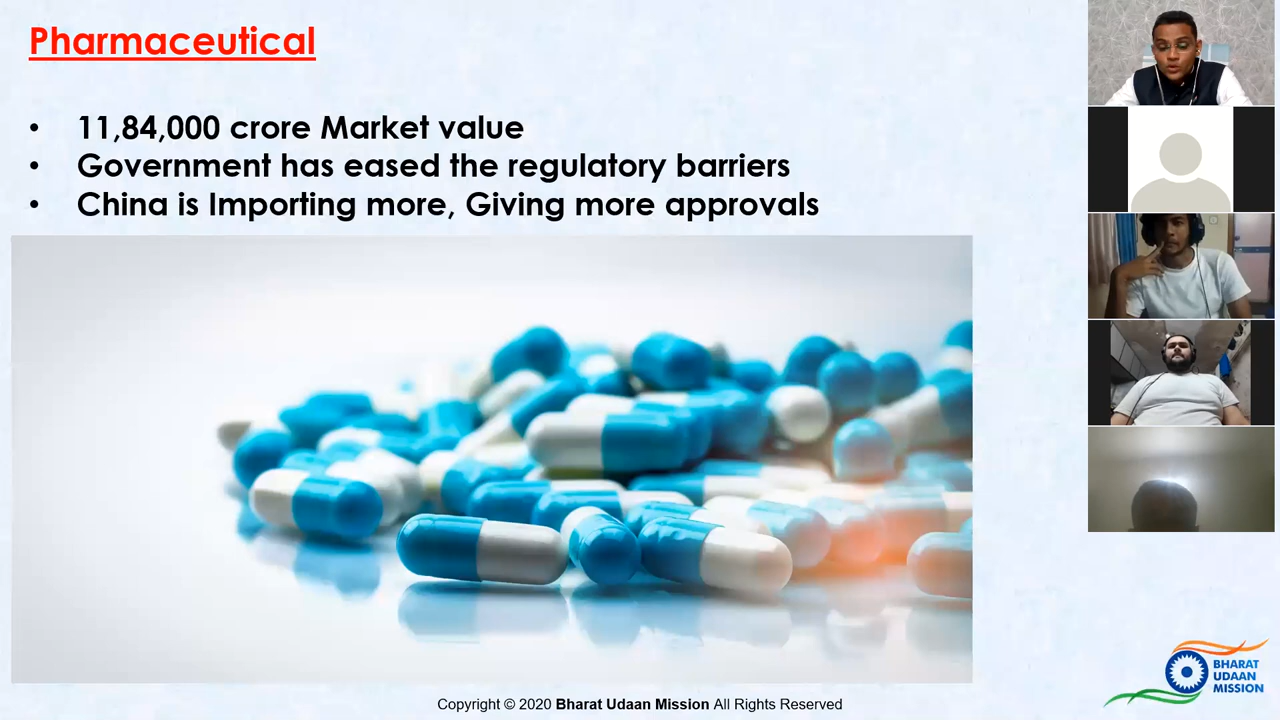 Pharmaceutical
• 11,84,000 crore Market value
• Government has eased the regulatory barriers
• China is Importing more, Giving more approvals
Copyright © 2020 Bharat Udaan Mission All Rights Reserved
BHARAT
UDAAN
MISSION